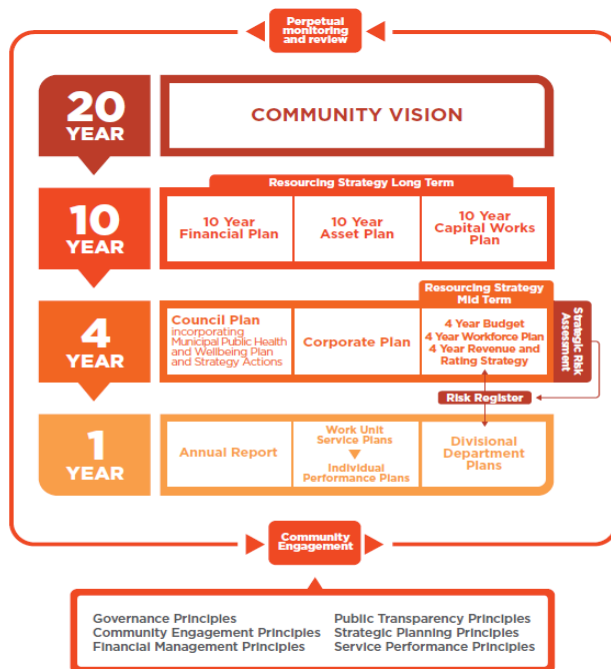 Perpetual
monitoring
and review
20
YEAR
COMMUNITY VISION
Resourcing Strategy Long Term
10
YEAR
10 Year
Financial Plan
10 Year
Asset Plan
10 Year
Capital Works
Plan
Resourcing Strategy
Mid Term
4
YEAR
Council Plan
incorporating
Municipal Public Health
and Wellbeing Plan
and Strategy Actions
Corporate Plan
4 Year Budget
4 Year Workforce Plan
4 Year Revenue and
Rating Strategy
Strategic Risk
Assessment
Risk Register
1
YEAR
Annual Report
Work Unit
Service Plans
Individual
Performance Plans
Divisional
Department
Plans
Community
Engagement
Governance Principles
Community Engagement Principles
Financial Management Principles
Public Transparency Principles
Strategic Planning Principles
Service Performance Principles